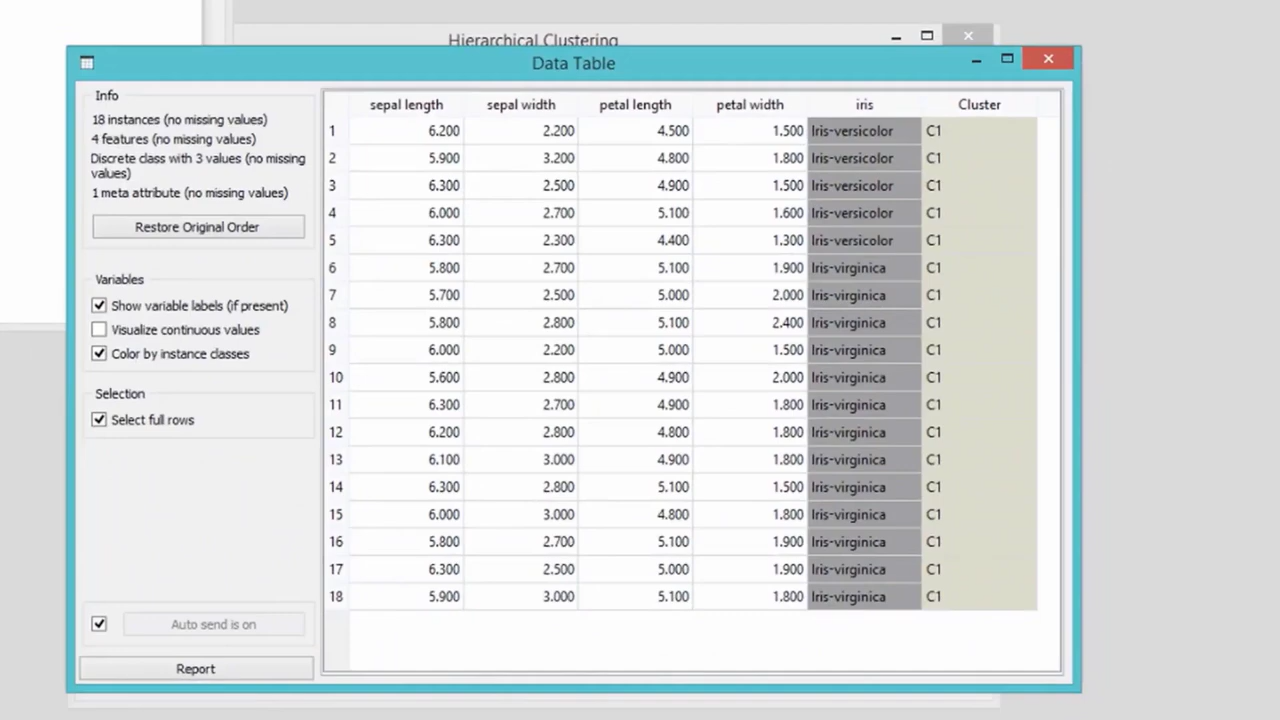 Hierarchical Clustering
Data Table
Info
18 instances (no missing values)
4 features (no missing values)
Discrete class with 3 values (no missing
values)
1 meta attribute (no missing values)
Restore Original Order
Variables
Show variable labels (if present)
Visualize continuous values
Color by instance classes
Selection
Select full rows
Auto send is on
Report
sepal length sepal width petal length petal width iris Cluster
1 6.200 2.200 4.500 1.500 Iris-versicolor C1
2 5.900 3.200 4.800 1.800 Iris-versicolor C1
3 6.300 2.500 4.900 1.500 Iris-versicolor C1
4 6.000 2.700 5.100 1.600 Iris-versicolor C1
5 6.300 2.300 4.400 1.300 Iris-versicolor C1
6 5.800 2.700 5.100 1.900 Iris-virginica C1
7 5.700 2.500 5.000 2.000 Iris-virginica C1
8 5.800 2.800 5.100 2.400 Iris-virginica C1
9 6.000 2.200 5.000 1.500 Iris-virginica C1
10 5.600 2.800 4.900 2.000 Iris-virginica C1
11 6.300 2.700 4.900 1.800 Iris-virginica C1
12 6.200 2.800 4.800 1.800 Iris-virginica C1
13 6.100 3.000 4.900 1.800 Iris-virginica C1
14 6.300 2.800 5.100 1.500 Iris-virginica C1
15 6.000 3.000 4.800 1.800 Iris-virginica C1
16 5.800 2.700 5.100 1.900 Iris-virginica C1
17 6.300 2.500 5.000 1.900 Iris-virginica C1
18 5.900 3.000 5.100 1.800 Iris-virginica C1